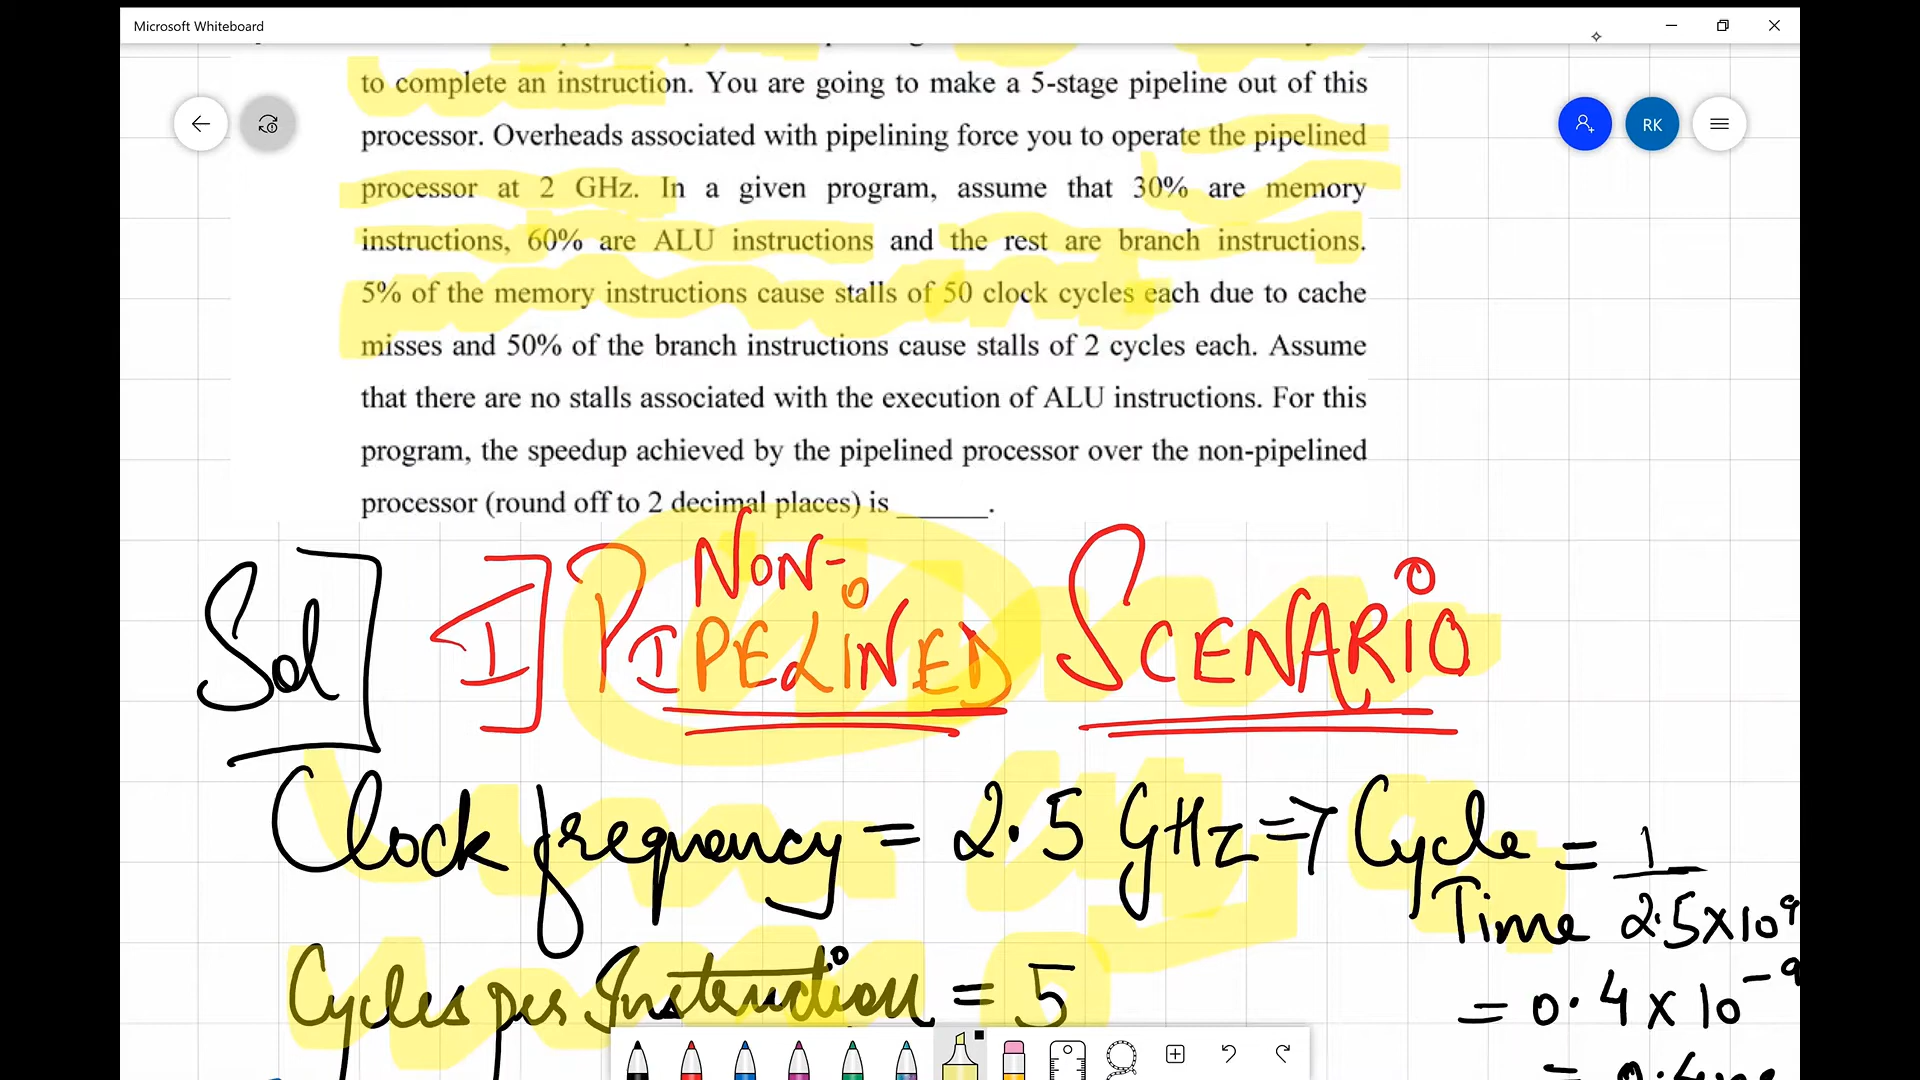 Microsoft Whiteboard
to complete an instruction. You are going to make a 5-stage pipeline out of this
RK
processor. Overheads associated with pipelining force you to operate the pipelined
processor at 2 GHz. In a given program, assume that 30% are memory
instructions, 60% are ALU instructions and the rest are branch instructions.
5% of the memory instructions cause stalls of 50 clock cycles each due to cache
misses and 50% of the branch instructions cause stalls of 2 cycles each. Assume
that there are no stalls associated with the execution of ALU instructions. For this
program, the speedup achieved by the pipelined processor over the non-pipelined
processor (round off to 2 decimal places) is ______.
Sol I] NON-
PIPELINED SCENARIO
Clock frequency = 2.5 GHz => Cycle = 1
Time 2.5x10^9
Cycles per Instruction = 5
= 0.4 x 10^-9